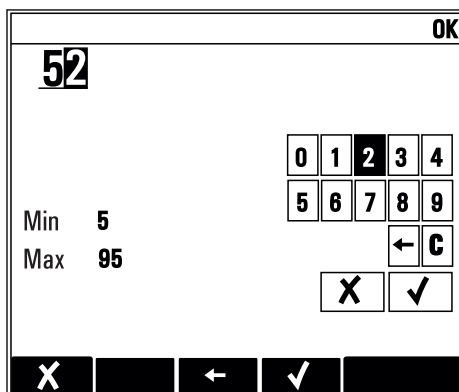 OK
52
0 1 2 3 4
5 6 7 8 9
Min 5
← C
Max 95
X ✓
X ← ✓